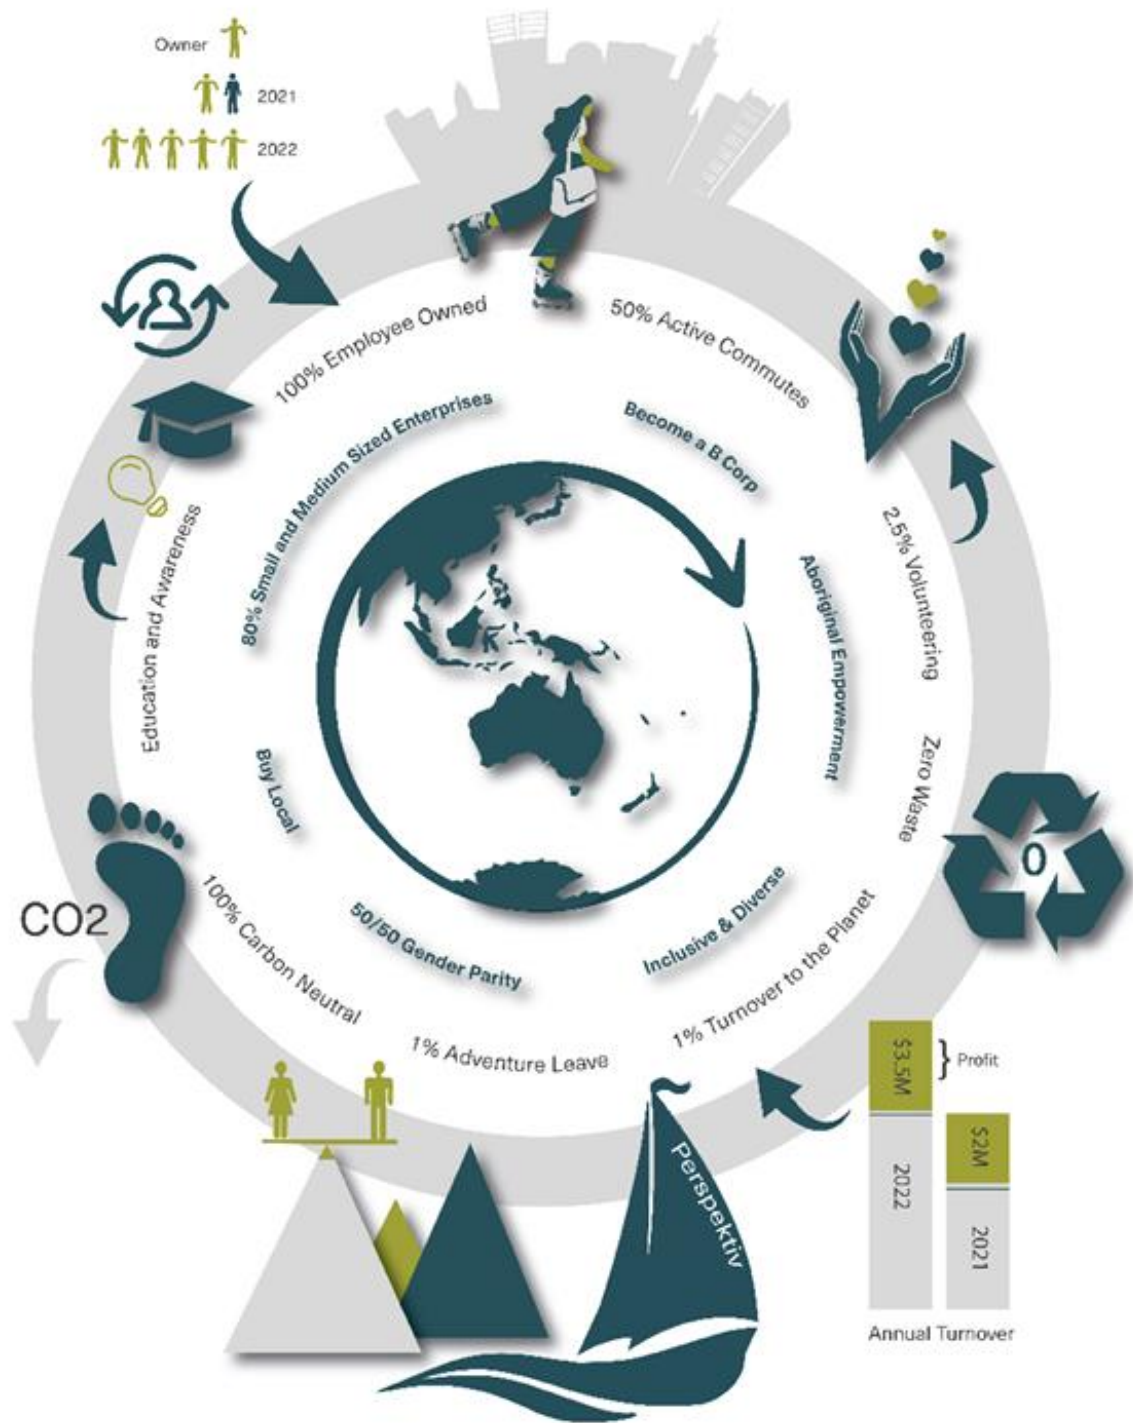 Owner
2021
2022
100% Employee Owned
50% Active Commutes
2.5% Volunteering
Zero Waste
1% Turnover to the Planet
1% Adventure Leave
100% Carbon Neutral
Education and Awareness
80% Small and Medium Sized Enterprises
Become a B Corp
Aboriginal Empowerment
Inclusive & Diverse
50/50 Gender Parity
Buy Local
CO2
0
Perspektiv
$3.5M
2022
Profit
$2M
2021
Annual Turnover